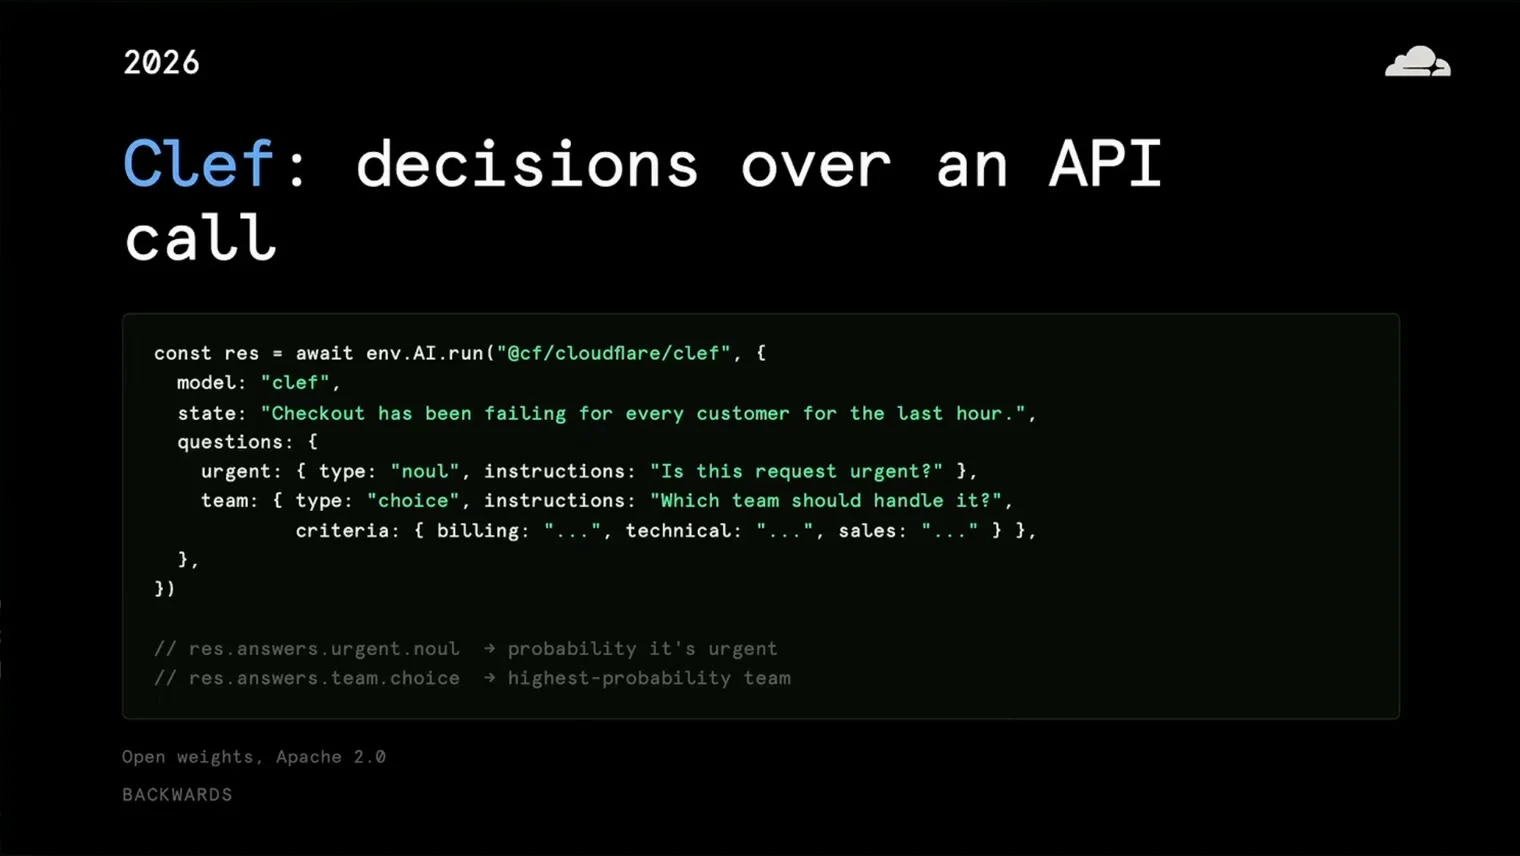 2026
Clef: decisions over an API
call
const res = await env.AI.run("@cf/cloudflare/clef", {
  model: "clef",
  state: "Checkout has been failing for every customer for the last hour.",
  questions: {
    urgent: { type: "noul", instructions: "Is this request urgent?" },
    team: { type: "choice", instructions: "Which team should handle it?",
            criteria: { billing: "...", technical: "...", sales: "..." } },
  },
})
// res.answers.urgent.noul  → probability it's urgent
// res.answers.team.choice  → highest-probability team
Open weights, Apache 2.0
BACKWARDS